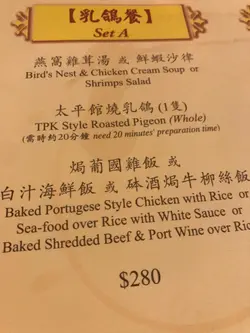 【乳鴿餐】
Set A
燕窩雞茸湯 或 鮮蝦沙律
Bird's Nest & Chicken Cream Soup or
Shrimps Salad
太平館燒乳鴿 (1隻)
TPK Style Roasted Pigeon (Whole)
(需時約20分鐘 need 20 minutes' preparation time)
焗葡國雞飯 或
白汁海鮮飯 或 砵酒焗牛柳絲飯
Baked Portugese Style Chicken with Rice or
Sea-food over Rice with White Sauce or
Baked Shredded Beef & Port Wine over Ric
$280